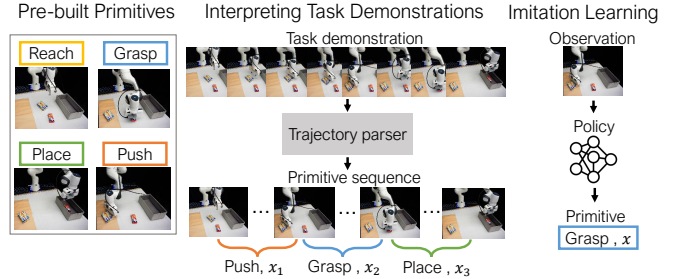 Pre-built Primitives
Reach
Grasp
Place
Push
Interpreting Task Demonstrations
Task demonstration
Trajectory parser
Primitive sequence
... ... ...
Push, x₁
Grasp , x₂
Place, x₃
Imitation Learning
Observation
Policy
Primitive
Grasp , x